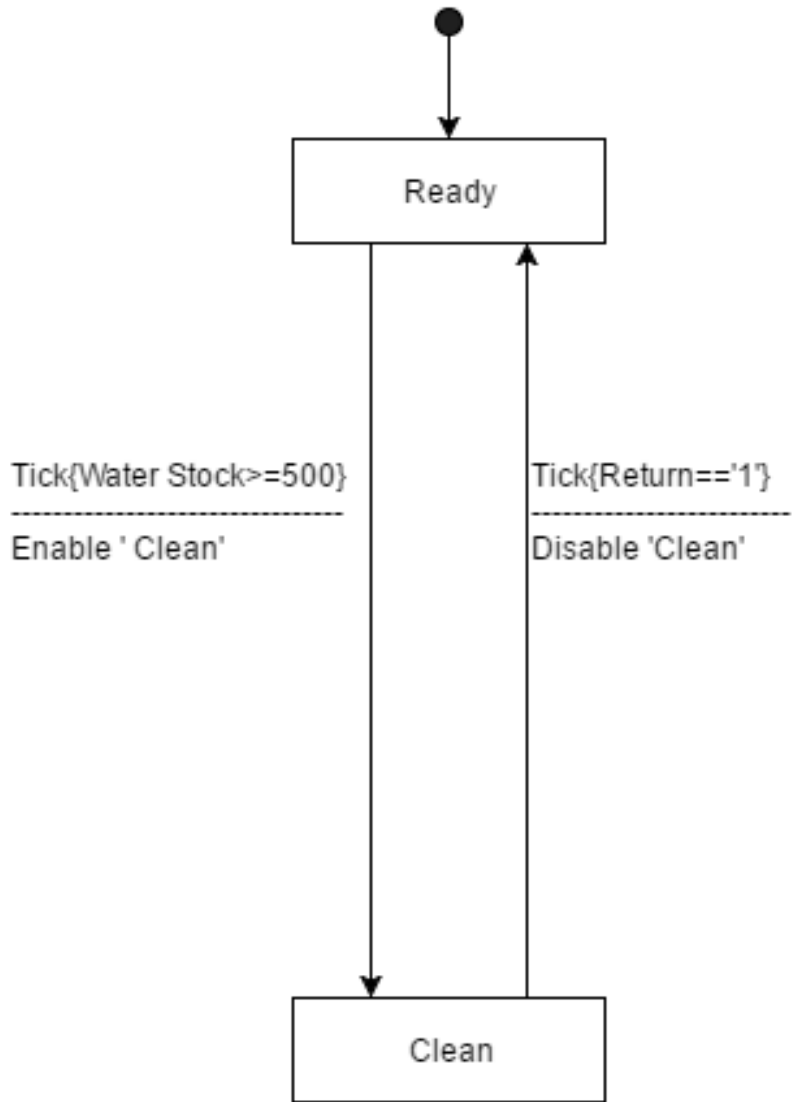 Ready
Tick{Water Stock>=500}
---------------------------------
Enable ' Clean'
Tick{Return=='1'}
--------------------------
Disable 'Clean'
Clean